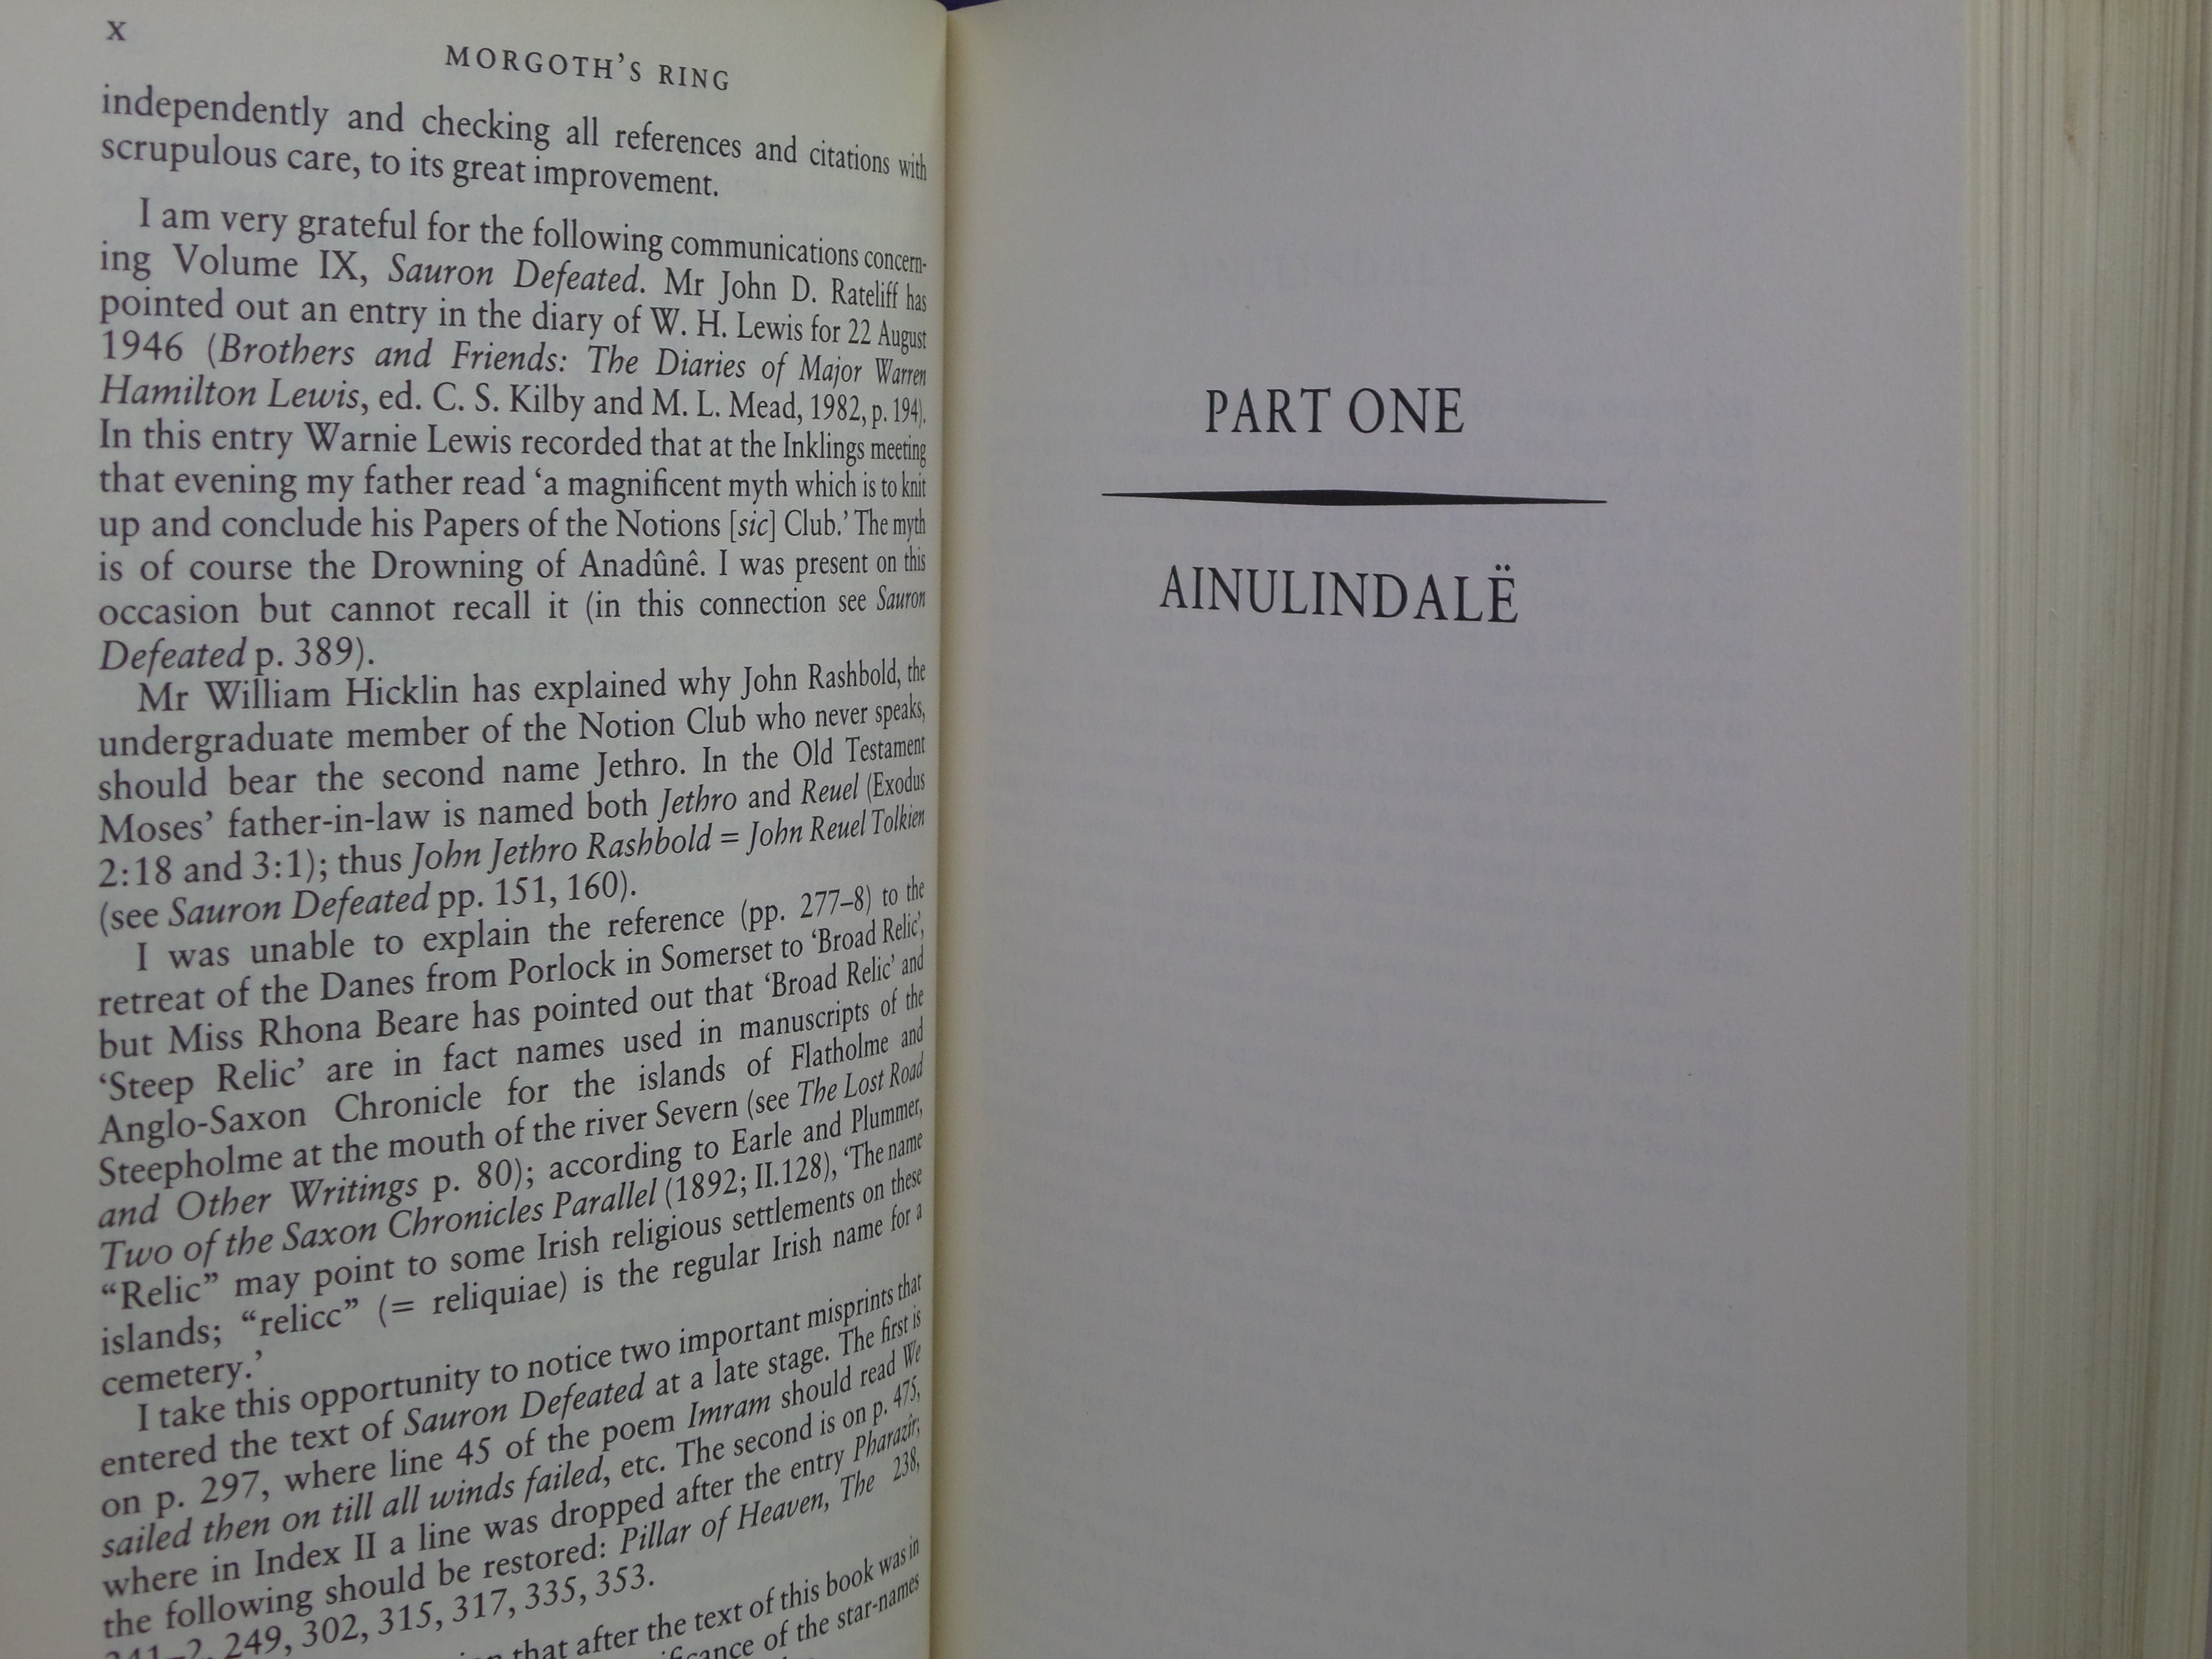 x
MORGOTH'S RING
independently and checking all references and citations with
scrupulous care, to its great improvement.
I am very grateful for the following communications concern-
ing Volume IX, Sauron Defeated. Mr John D. Rateliff has
pointed out an entry in the diary of W. H. Lewis for 22 August
1946 (Brothers and Friends: The Diaries of Major Warren
Hamilton Lewis, ed. C. S. Kilby and M. L. Mead, 1982, p. 194).
In this entry Warnie Lewis recorded that at the Inklings meeting
that evening my father read 'a magnificent myth which is to knit
up and conclude his Papers of the Notions [sic] Club.' The myth
is of course the Drowning of Anadûnê. I was present on this
occasion but cannot recall it (in this connection see Sauron
Defeated p. 389).
Mr William Hicklin has explained why John Rashbold, the
undergraduate member of the Notion Club who never speaks,
should bear the second name Jethro. In the Old Testament
Moses' father-in-law is named both Jethro and Reuel (Exodus
2:18 and 3:1); thus John Jethro Rashbold = John Reuel Tolkien
(see Sauron Defeated pp. 151, 160).
I was unable to explain the reference (pp. 277–8) to the
retreat of the Danes from Porlock in Somerset to 'Broad Relic',
but Miss Rhona Beare has pointed out that 'Broad Relic' and
'Steep Relic' are in fact names used in manuscripts of the
Anglo-Saxon Chronicle for the islands of Flatholme and
Steepholme at the mouth of the river Severn (see The Lost Road
and Other Writings p. 80); according to Earle and Plummer,
Two of the Saxon Chronicles Parallel (1892; II.128), 'The name
"Relic" may point to some Irish religious settlements on these
islands; "relicc" (= reliquiae) is the regular Irish name for a
cemetery.'
I take this opportunity to notice two important misprints that
entered the text of Sauron Defeated at a late stage. The first is
on p. 297, where line 45 of the poem Imram should read We
sailed then on till all winds failed, etc. The second is on p. 475,
where in Index II a line was dropped after the entry Pharazîr;
the following should be restored: Pillar of Heaven, The 238,
241–2, 249, 302, 315, 317, 335, 353.
that after the text of this book was in
of the star-names
PART ONE
AINULINDALË